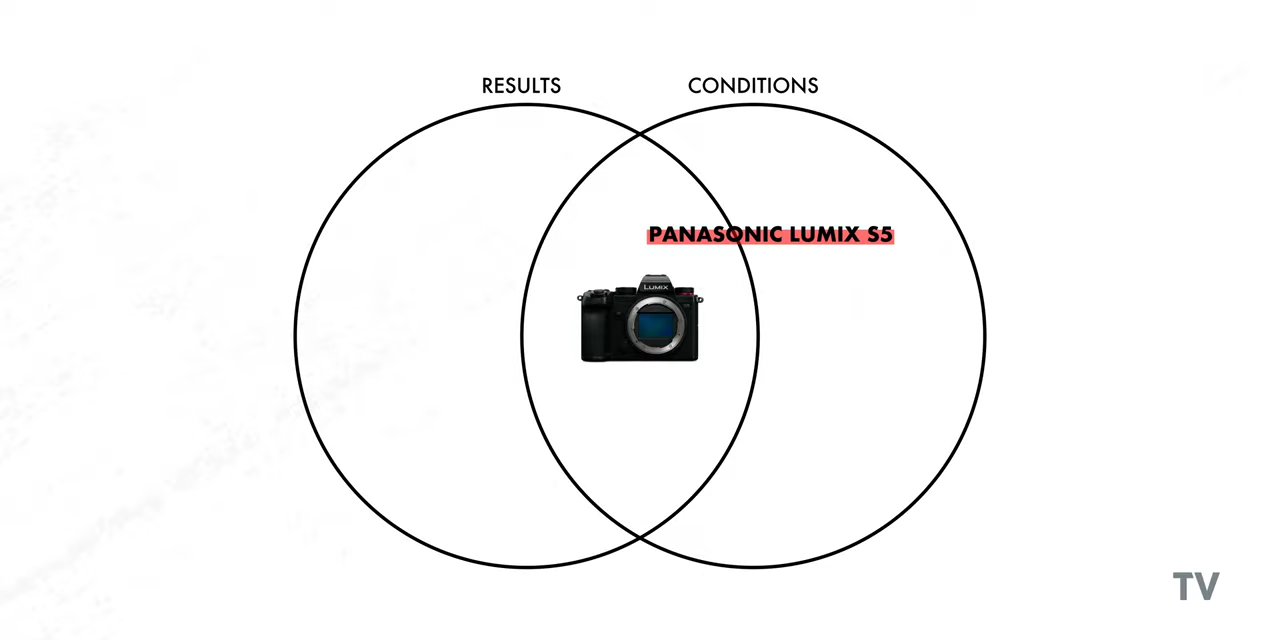 RESULTS
CONDITIONS
PANASONIC LUMIX S5
LUMIX
TV